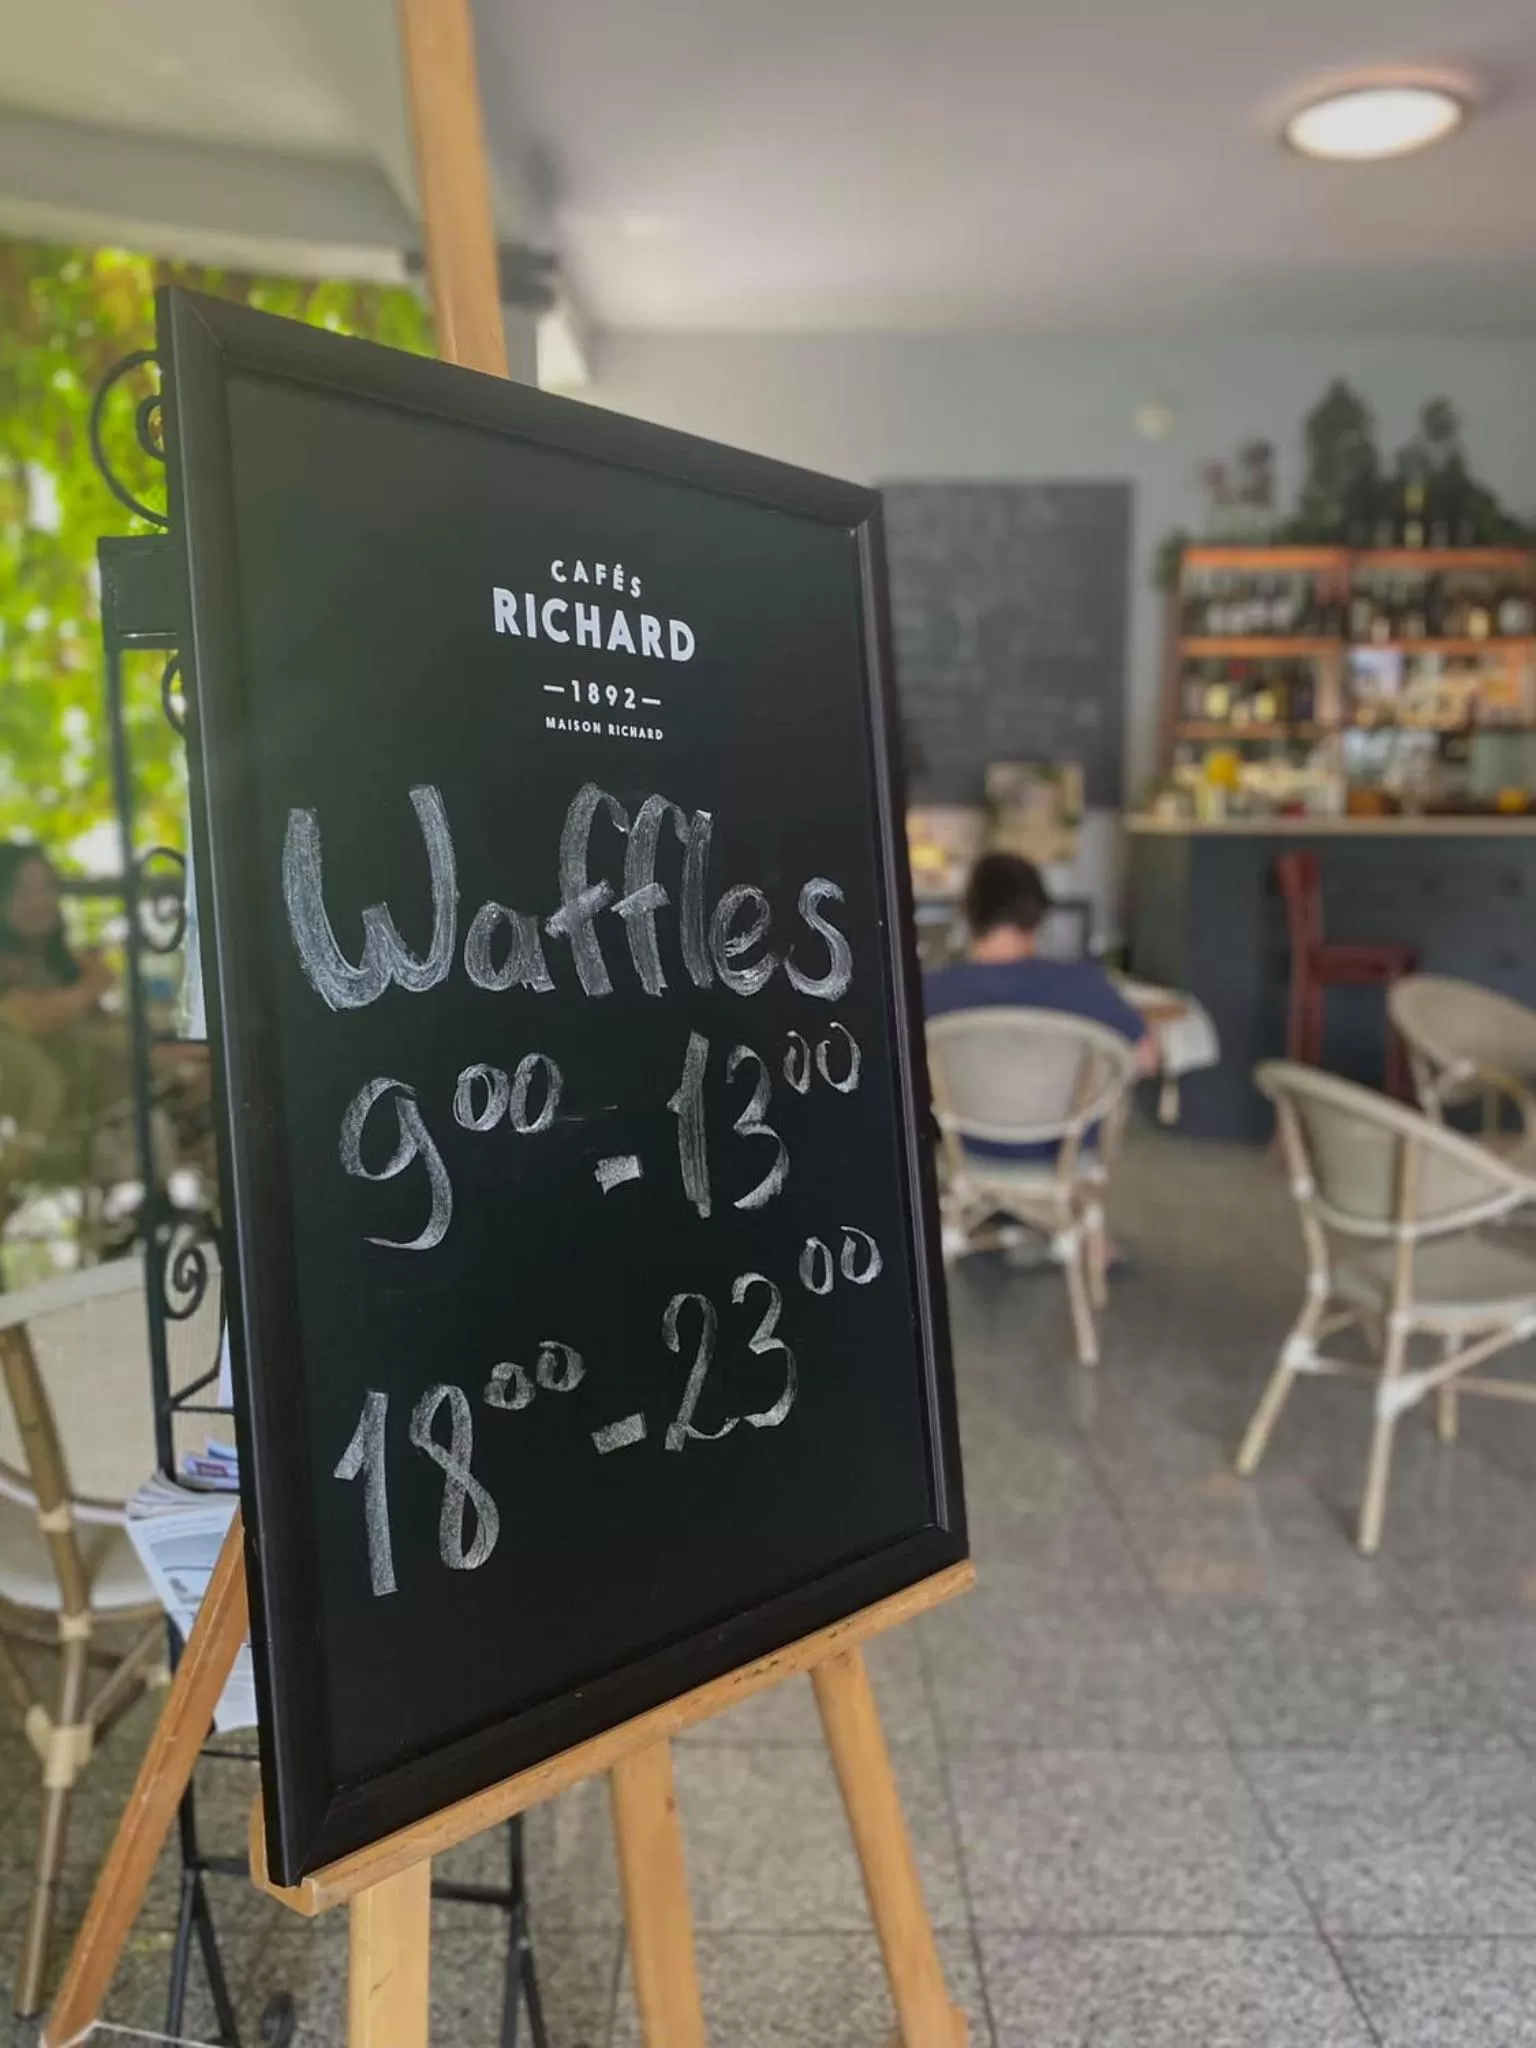 CAFÉS
RICHARD
—1892—
MAISON RICHARD
Waffles
9⁰⁰ - 13⁰⁰
18⁰⁰ - 23⁰⁰